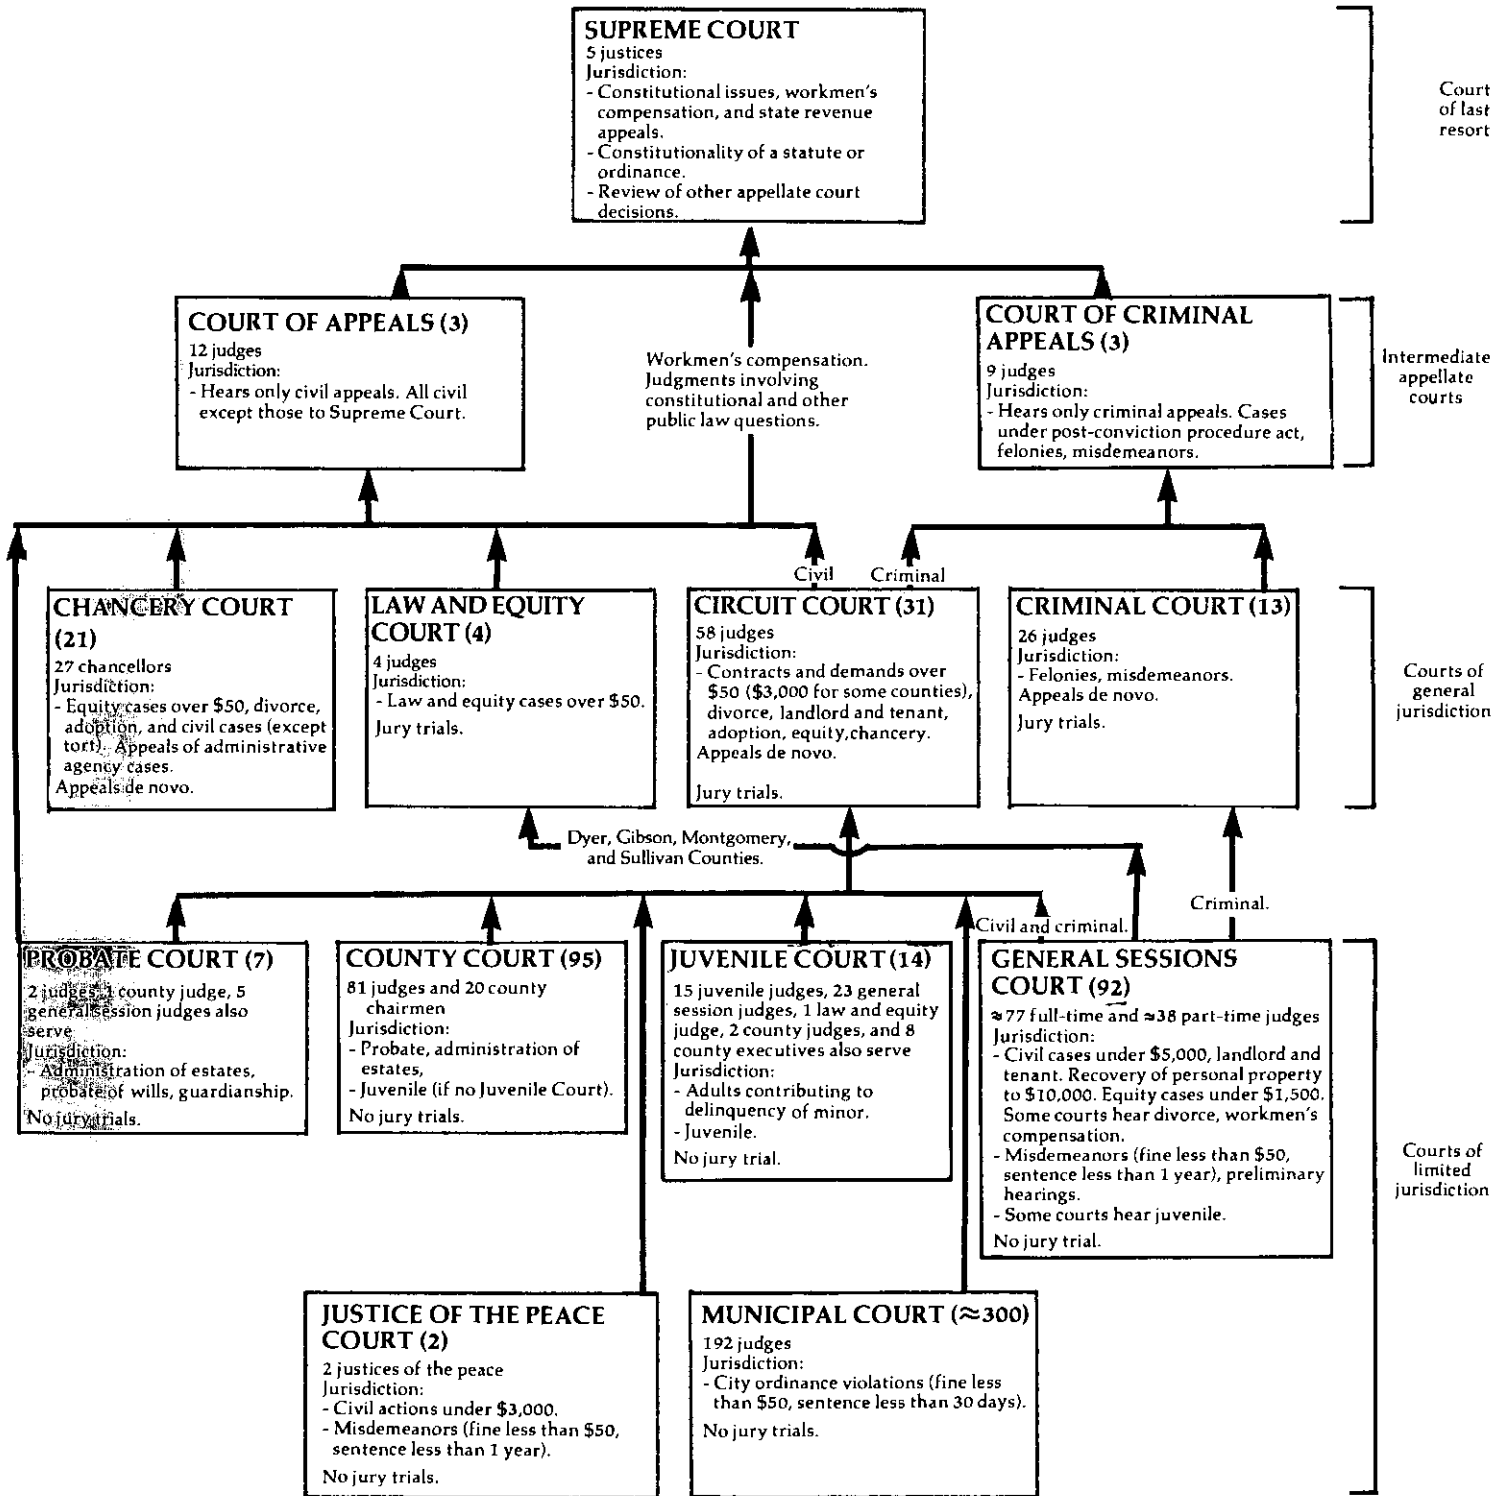 SUPREME COURT
5 justices
Jurisdiction:
- Constitutional issues, workmen's
compensation, and state revenue
appeals.
- Constitutionality of a statute or
ordinance.
- Review of other appellate court
decisions.
Court
of last
resort
COURT OF APPEALS (3)
12 judges
Jurisdiction:
- Hears only civil appeals. All civil
except those to Supreme Court.
Workmen's compensation.
Judgments involving
constitutional and other
public law questions.
COURT OF CRIMINAL
APPEALS (3)
9 judges
Jurisdiction:
- Hears only criminal appeals. Cases
under post-conviction procedure act,
felonies, misdemeanors.
Intermediate
appellate
courts
Civil
Criminal
CHANCERY COURT
(21)
27 chancellors
Jurisdiction:
- Equity cases over $50, divorce,
adoption, and civil cases (except
tort). Appeals of administrative
agency cases.
Appeals de novo.
LAW AND EQUITY
COURT (4)
4 judges
Jurisdiction:
- Law and equity cases over $50.
Jury trials.
CIRCUIT COURT (31)
58 judges
Jurisdiction:
- Contracts and demands over
$50 ($3,000 for some counties),
divorce, landlord and tenant,
adoption, equity,chancery.
Appeals de novo.
Jury trials.
CRIMINAL COURT (13)
26 judges
Jurisdiction:
- Felonies, misdemeanors.
Appeals de novo.
Jury trials.
Courts of
general
jurisdiction
Dyer, Gibson, Montgomery,
and Sullivan Counties.
Civil and criminal.
Criminal.
PROBATE COURT (7)
2 judges, 1 county judge, 5
general session judges also
serve
Jurisdiction:
- Administration of estates,
probate of wills, guardianship.
No jury trials.
COUNTY COURT (95)
81 judges and 20 county
chairmen
Jurisdiction:
- Probate, administration of
estates,
- Juvenile (if no Juvenile Court).
No jury trials.
JUVENILE COURT (14)
15 juvenile judges, 23 general
session judges, 1 law and equity
judge, 2 county judges, and 8
county executives also serve
Jurisdiction:
- Adults contributing to
delinquency of minor.
- Juvenile.
No jury trial.
GENERAL SESSIONS
COURT (92)
≈77 full-time and ≈38 part-time judges
Jurisdiction:
- Civil cases under $5,000, landlord and
tenant. Recovery of personal property
to $10,000. Equity cases under $1,500.
Some courts hear divorce, workmen's
compensation.
- Misdemeanors (fine less than $50,
sentence less than 1 year), preliminary
hearings.
- Some courts hear juvenile.
No jury trial.
Courts of
limited
jurisdiction
JUSTICE OF THE PEACE
COURT (2)
2 justices of the peace
Jurisdiction:
- Civil actions under $3,000.
- Misdemeanors (fine less than $50,
sentence less than 1 year).
No jury trials.
MUNICIPAL COURT (≈300)
192 judges
Jurisdiction:
- City ordinance violations (fine less
than $50, sentence less than 30 days).
No jury trials.